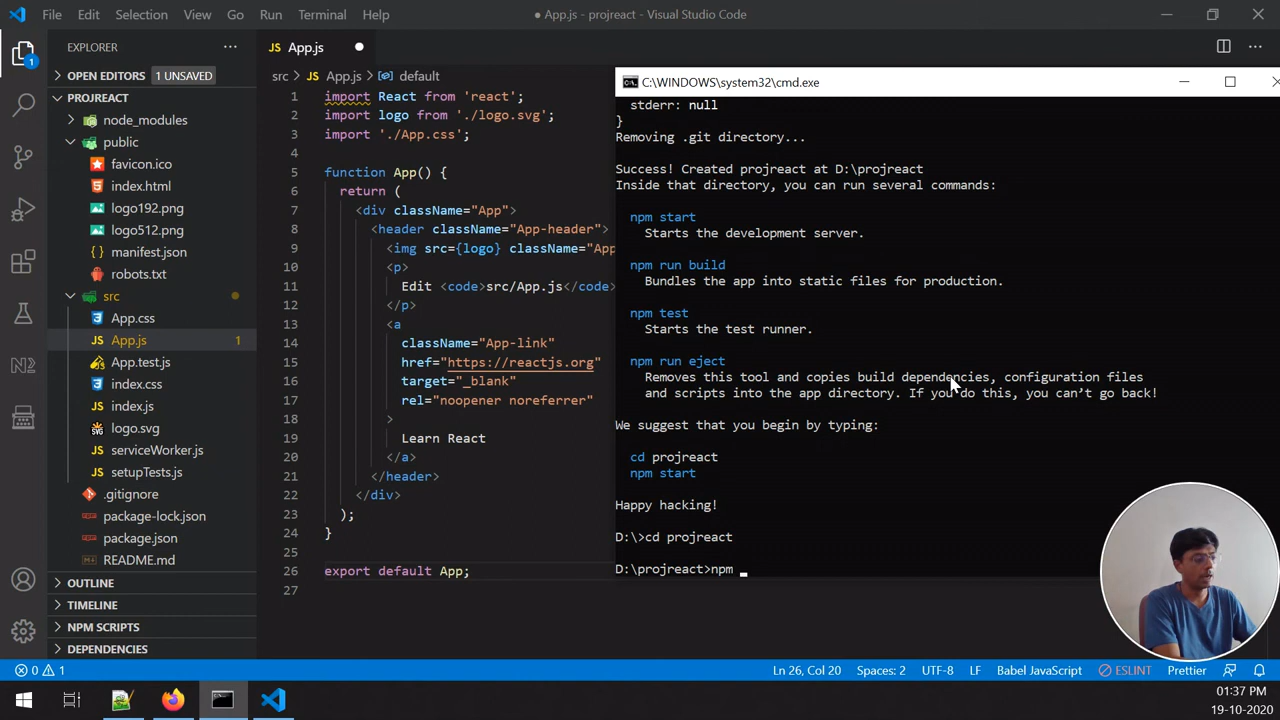 File Edit Selection View Go Run Terminal Help
● App.js - projreact - Visual Studio Code
EXPLORER
OPEN EDITORS 1 UNSAVED
PROJREACT
node_modules
public
favicon.ico
index.html
logo192.png
logo512.png
manifest.json
robots.txt
src
App.css
App.js 1
App.test.js
index.css
index.js
logo.svg
serviceWorker.js
setupTests.js
.gitignore
package-lock.json
package.json
README.md
OUTLINE
TIMELINE
NPM SCRIPTS
DEPENDENCIES
JS App.js
src > JS App.js > default
1 import React from 'react';
2 import logo from './logo.svg';
3 import './App.css';
4
5 function App() {
6 return (
7 <div className="App">
8 <header className="App-header">
9 <img src={logo} className="App
10 <p>
11 Edit <code>src/App.js</code>
12 </p>
13 <a
14 className="App-link"
15 href="https://reactjs.org"
16 target="_blank"
17 rel="noopener noreferrer"
18 >
19 Learn React
20 </a>
21 </header>
22 </div>
23 );
24 }
25
26 export default App;
27
C:\WINDOWS\system32\cmd.exe
stderr: null
}
Removing .git directory...
Success! Created projreact at D:\projreact
Inside that directory, you can run several commands:
npm start
Starts the development server.
npm run build
Bundles the app into static files for production.
npm test
Starts the test runner.
npm run eject
Removes this tool and copies build dependencies, configuration files
and scripts into the app directory. If you do this, you can't go back!
We suggest that you begin by typing:
cd projreact
npm start
Happy hacking!
D:\>cd projreact
D:\projreact>npm
0 1
Ln 26, Col 20 Spaces: 2 UTF-8 LF Babel JavaScript ESLINT Prettier
01:37 PM
19-10-2020